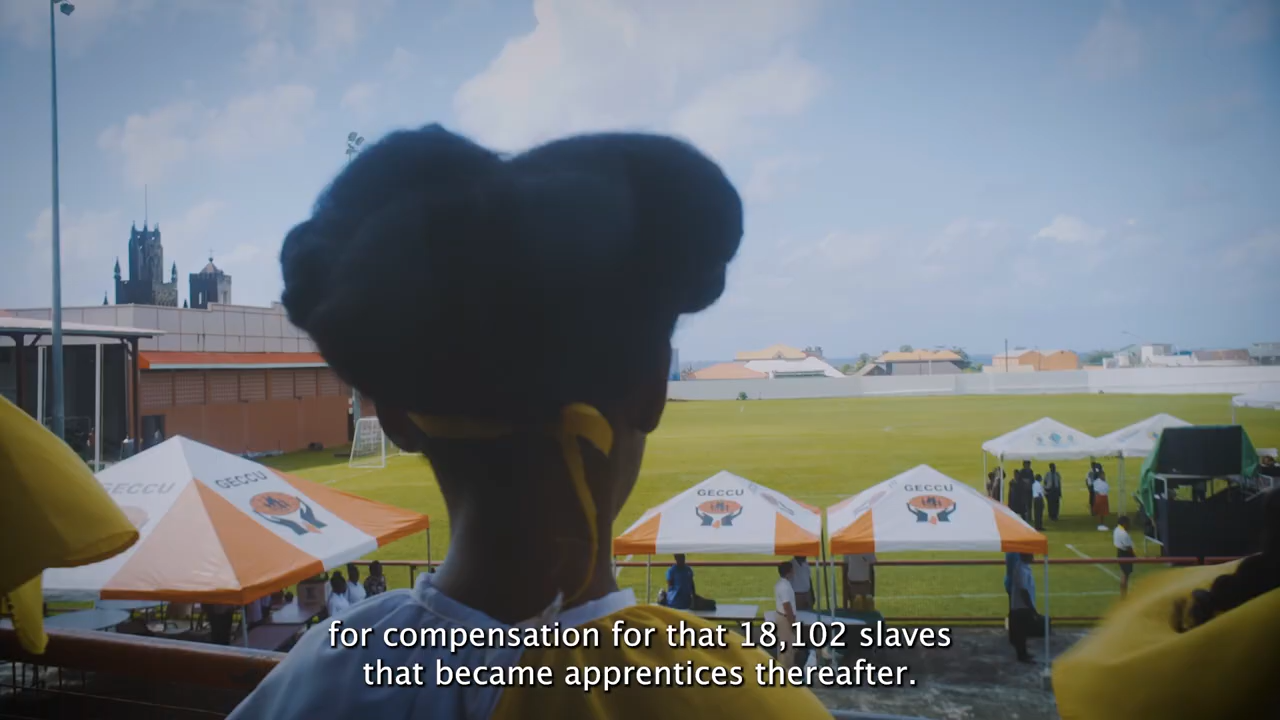 GECCU
GECCU
GECCU
GECCU
for compensation for that 18,102 slaves
that became apprentices thereafter.